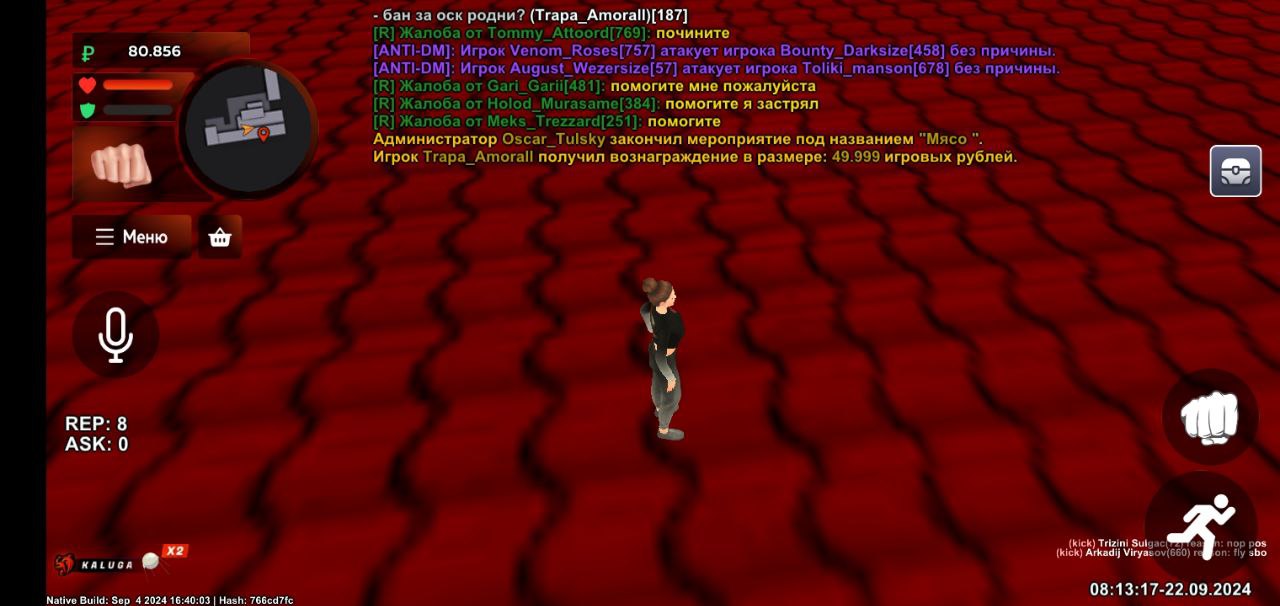 - бан за оск родни? (Trapa_Amorall)[187]
[R] Жалоба от Tommy_Attoord[769]: почините
[ANTI-DM]: Игрок Venom_Roses[757] атакует игрока Bounty_Darksize[458] без причины.
[ANTI-DM]: Игрок August_Wezersize[57] атакует игрока Toliki_manson[678] без причины.
[R] Жалоба от Gari_Garii[481]: помогите мне пожалуйста
[R] Жалоба от Holod_Murasame[384]: помогите я застрял
[R] Жалоба от Meks_Trezzard[251]: помогите
Администратор Oscar_Tulsky закончил мероприятие под названием "Мясо ".
Игрок Trapa_Amorall получил вознаграждение в размере: 49.999 игровых рублей.
₽ 80.856
Меню
REP: 8
ASK: 0
X2
KALUGA
(kick) Trizini nop pos
(kick) Arkadij Viryasov(660) reason: fly sbo
08:13:17-22.09.2024
Native Build: Sep 4 2024 16:40:03 | Hash: 766cd7fc